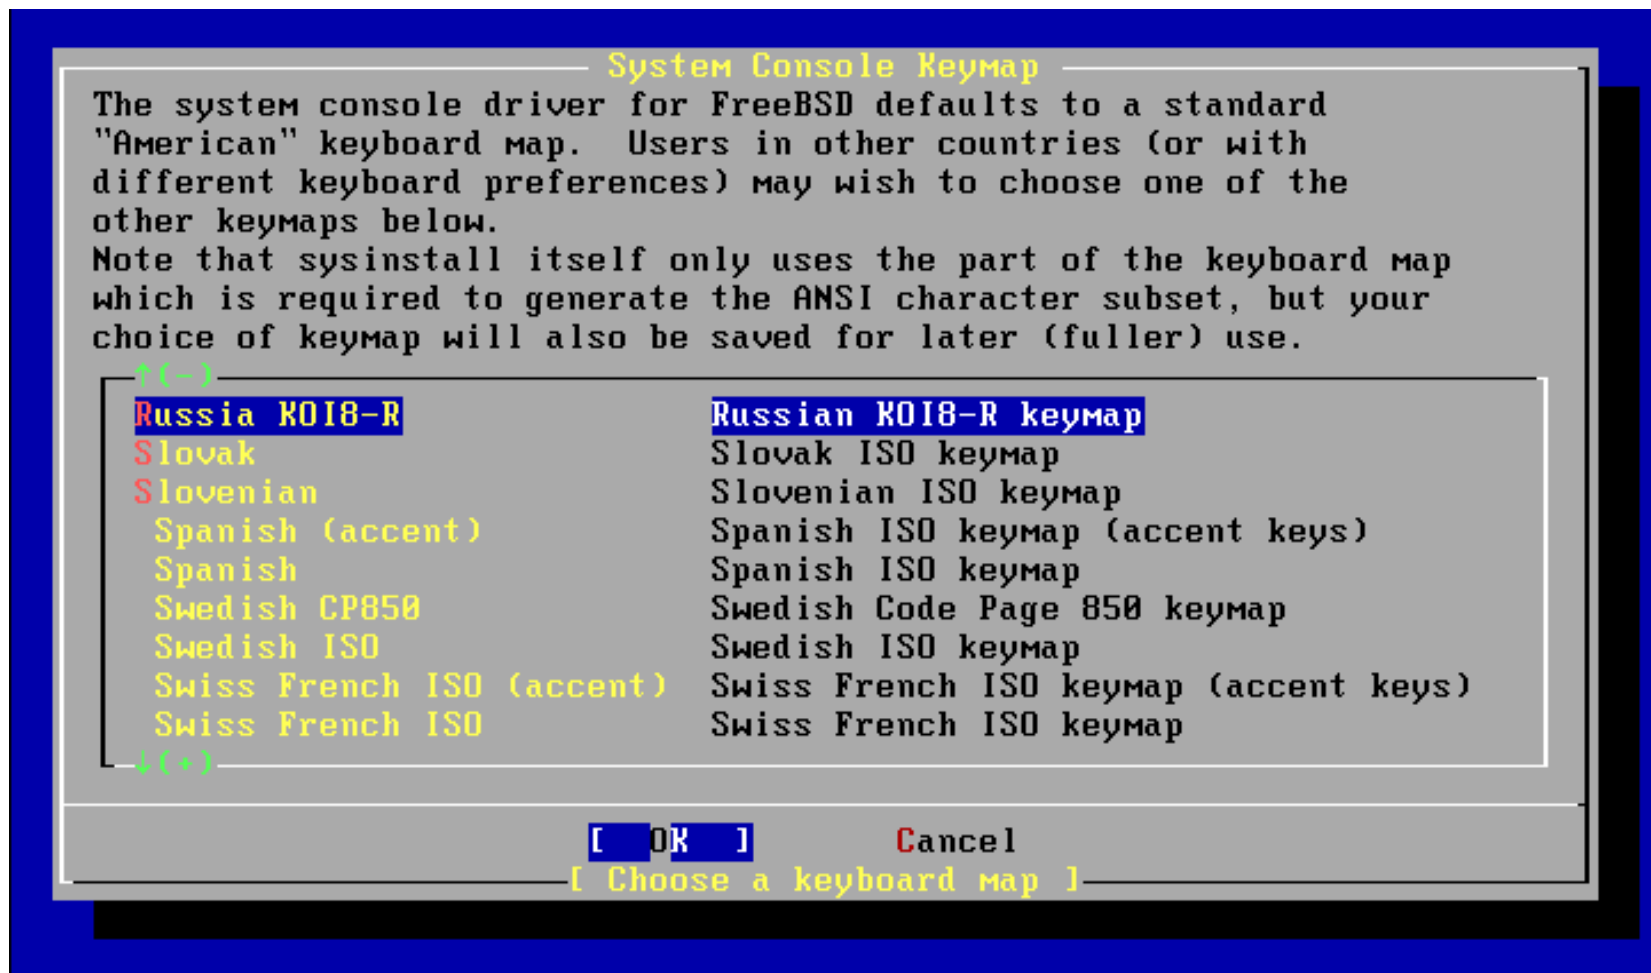 System Console Keymap
The system console driver for FreeBSD defaults to a standard
"American" keyboard map.  Users in other countries (or with
different keyboard preferences) may wish to choose one of the
other keymaps below.
Note that sysinstall itself only uses the part of the keyboard map
which is required to generate the ANSI character subset, but your
choice of keymap will also be saved for later (fuller) use.
↑(-)
Russia KOI8-R Russian KOI8-R keymap
Slovak Slovak ISO keymap
Slovenian Slovenian ISO keymap
Spanish (accent) Spanish ISO keymap (accent keys)
Spanish Spanish ISO keymap
Swedish CP850 Swedish Code Page 850 keymap
Swedish ISO Swedish ISO keymap
Swiss French ISO (accent) Swiss French ISO keymap (accent keys)
Swiss French ISO Swiss French ISO keymap
↓(+)
[  OK  ] Cancel
[ Choose a keyboard map ]